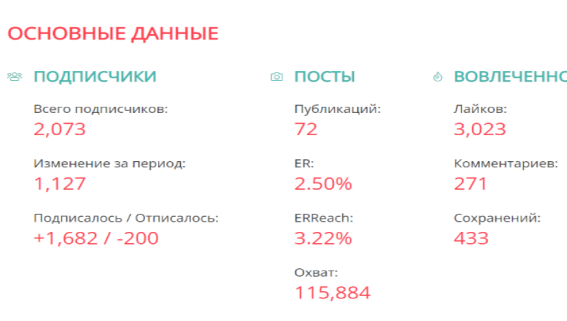 ОСНОВНЫЕ ДАННЫЕ
ПОДПИСЧИКИ
Всего подписчиков:
2,073
Изменение за период:
1,127
Подписалось / Отписалось:
+1,682 / -200
ПОСТЫ
Публикаций:
72
ER:
2.50%
ERReach:
3.22%
Охват:
115,884
ВОВЛЕЧЕННО
Лайков:
3,023
Комментариев:
271
Сохранений:
433